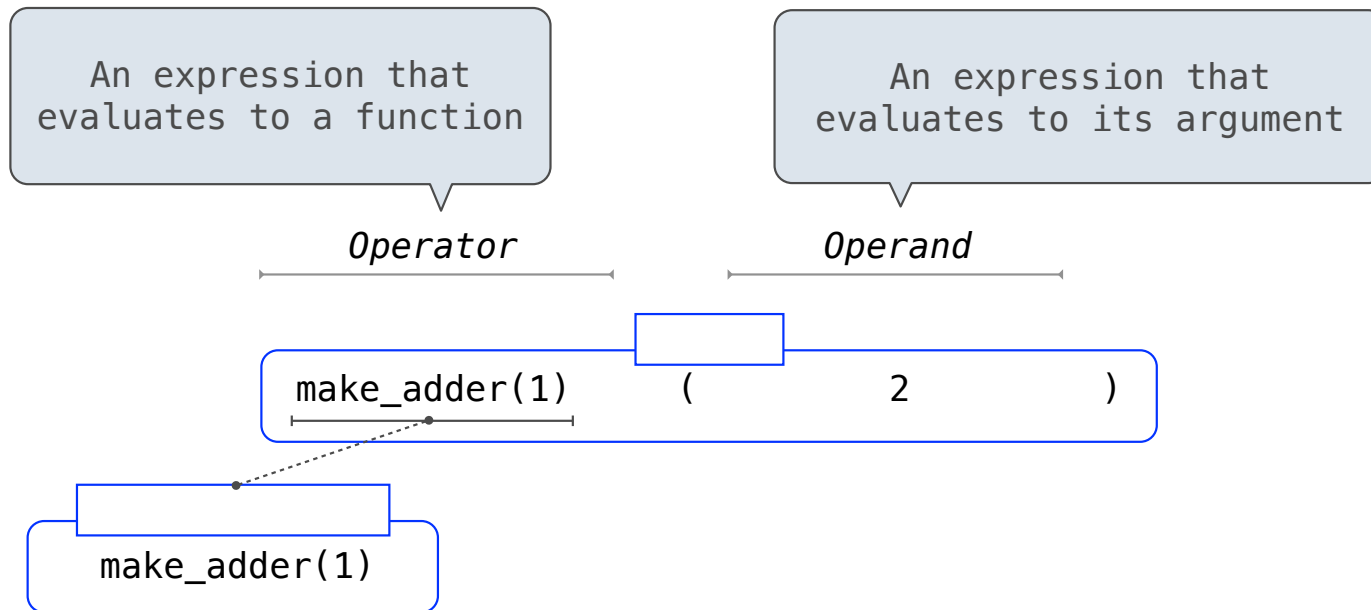 An expression that
evaluates to a function
An expression that
evaluates to its argument
Operator
Operand
make_adder(1) ( 2 )
make_adder(1)